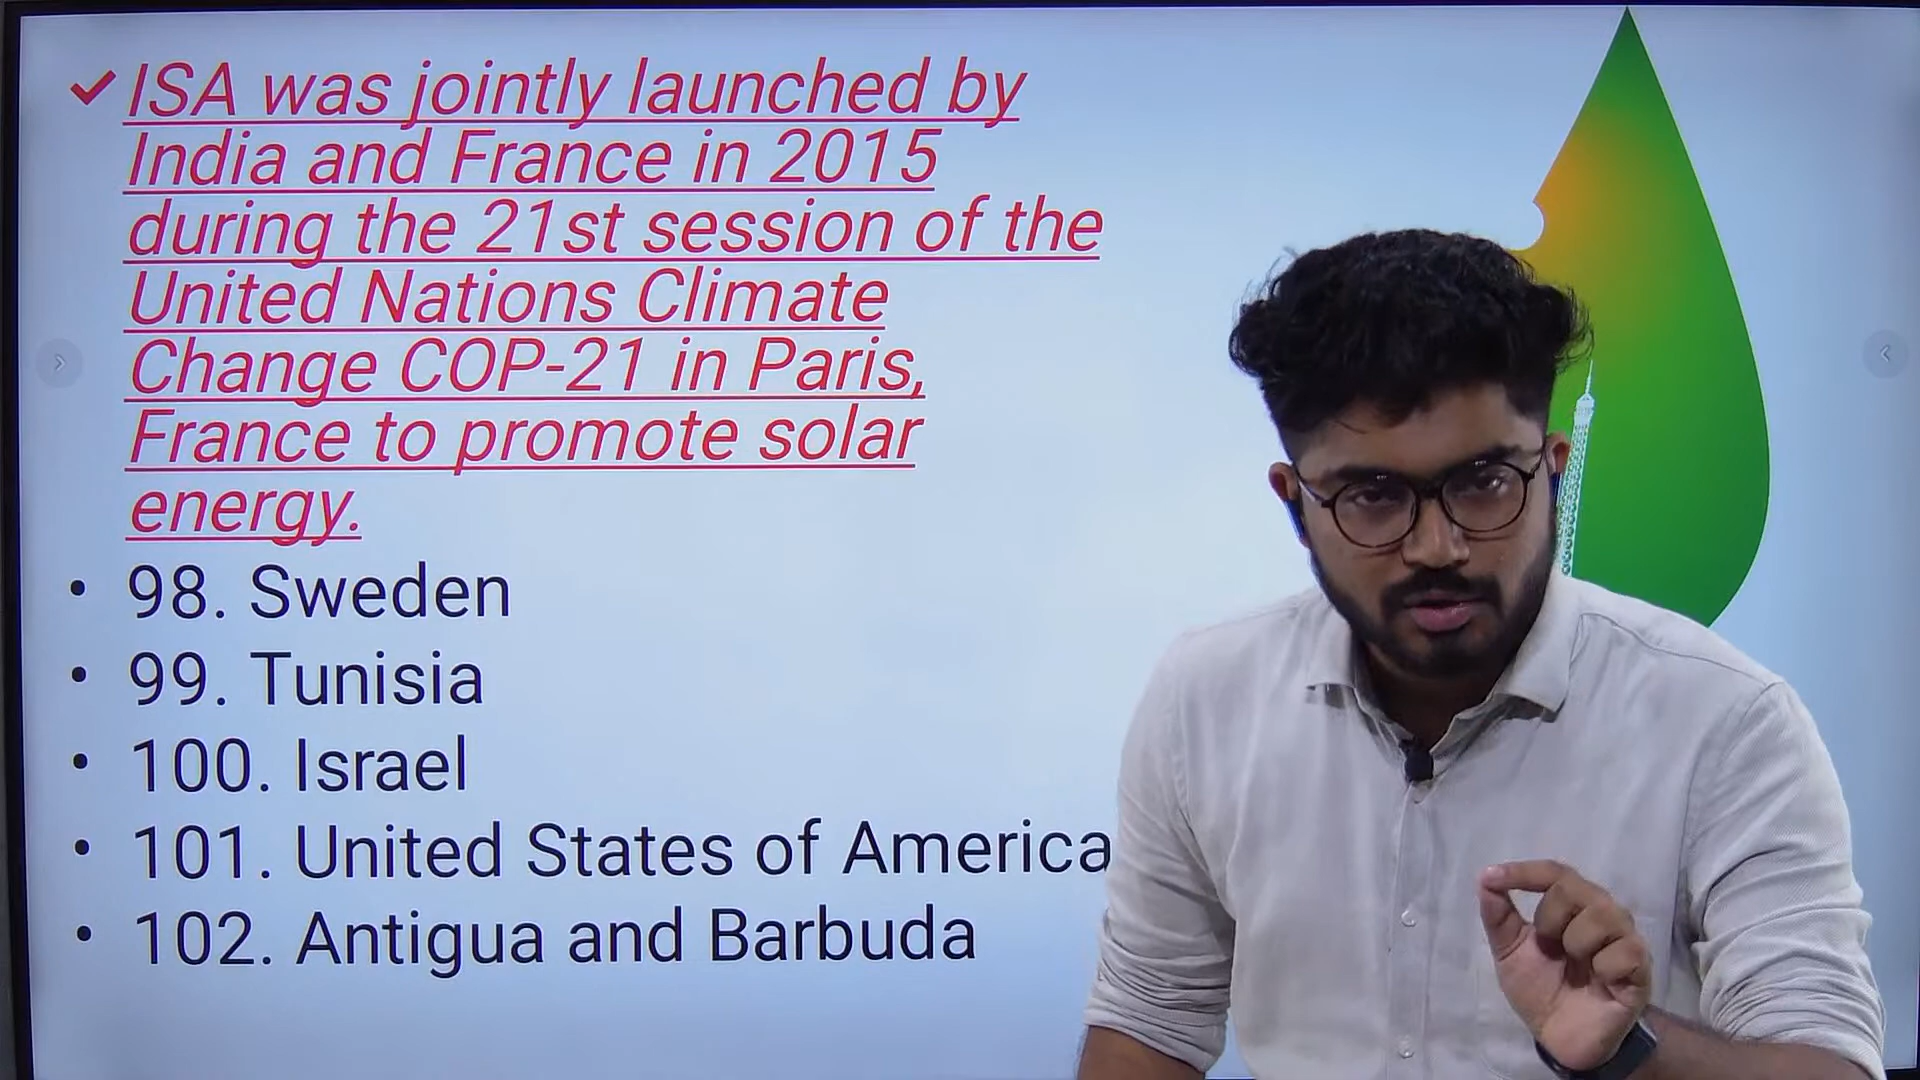 ISA was jointly launched by
India and France in 2015
during the 21st session of the
United Nations Climate
Change COP-21 in Paris,
France to promote solar
energy.
98. Sweden
99. Tunisia
100. Israel
101. United States of America
102. Antigua and Barbuda